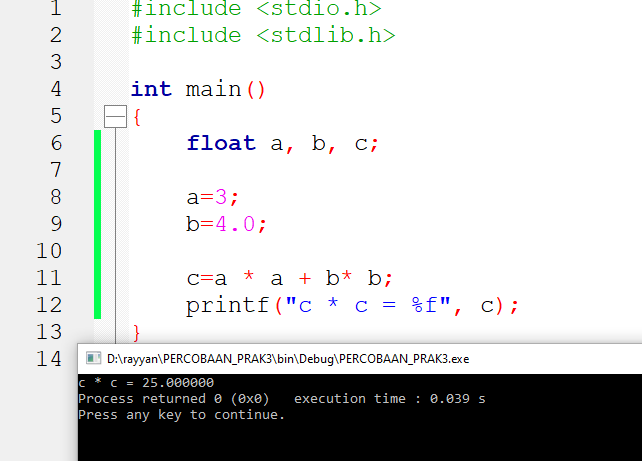 1 #include <stdio.h>
2 #include <stdlib.h>
3
4 int main()
5 {
6 float a, b, c;
7
8 a=3;
9 b=4.0;
10
11 c=a * a + b* b;
12 printf("c * c = %f", c);
13 }
14
D:\rayyan\PERCOBAAN_PRAK3\bin\Debug\PERCOBAAN_PRAK3.exe
c * c = 25.000000
Process returned 0 (0x0)   execution time : 0.039 s
Press any key to continue.